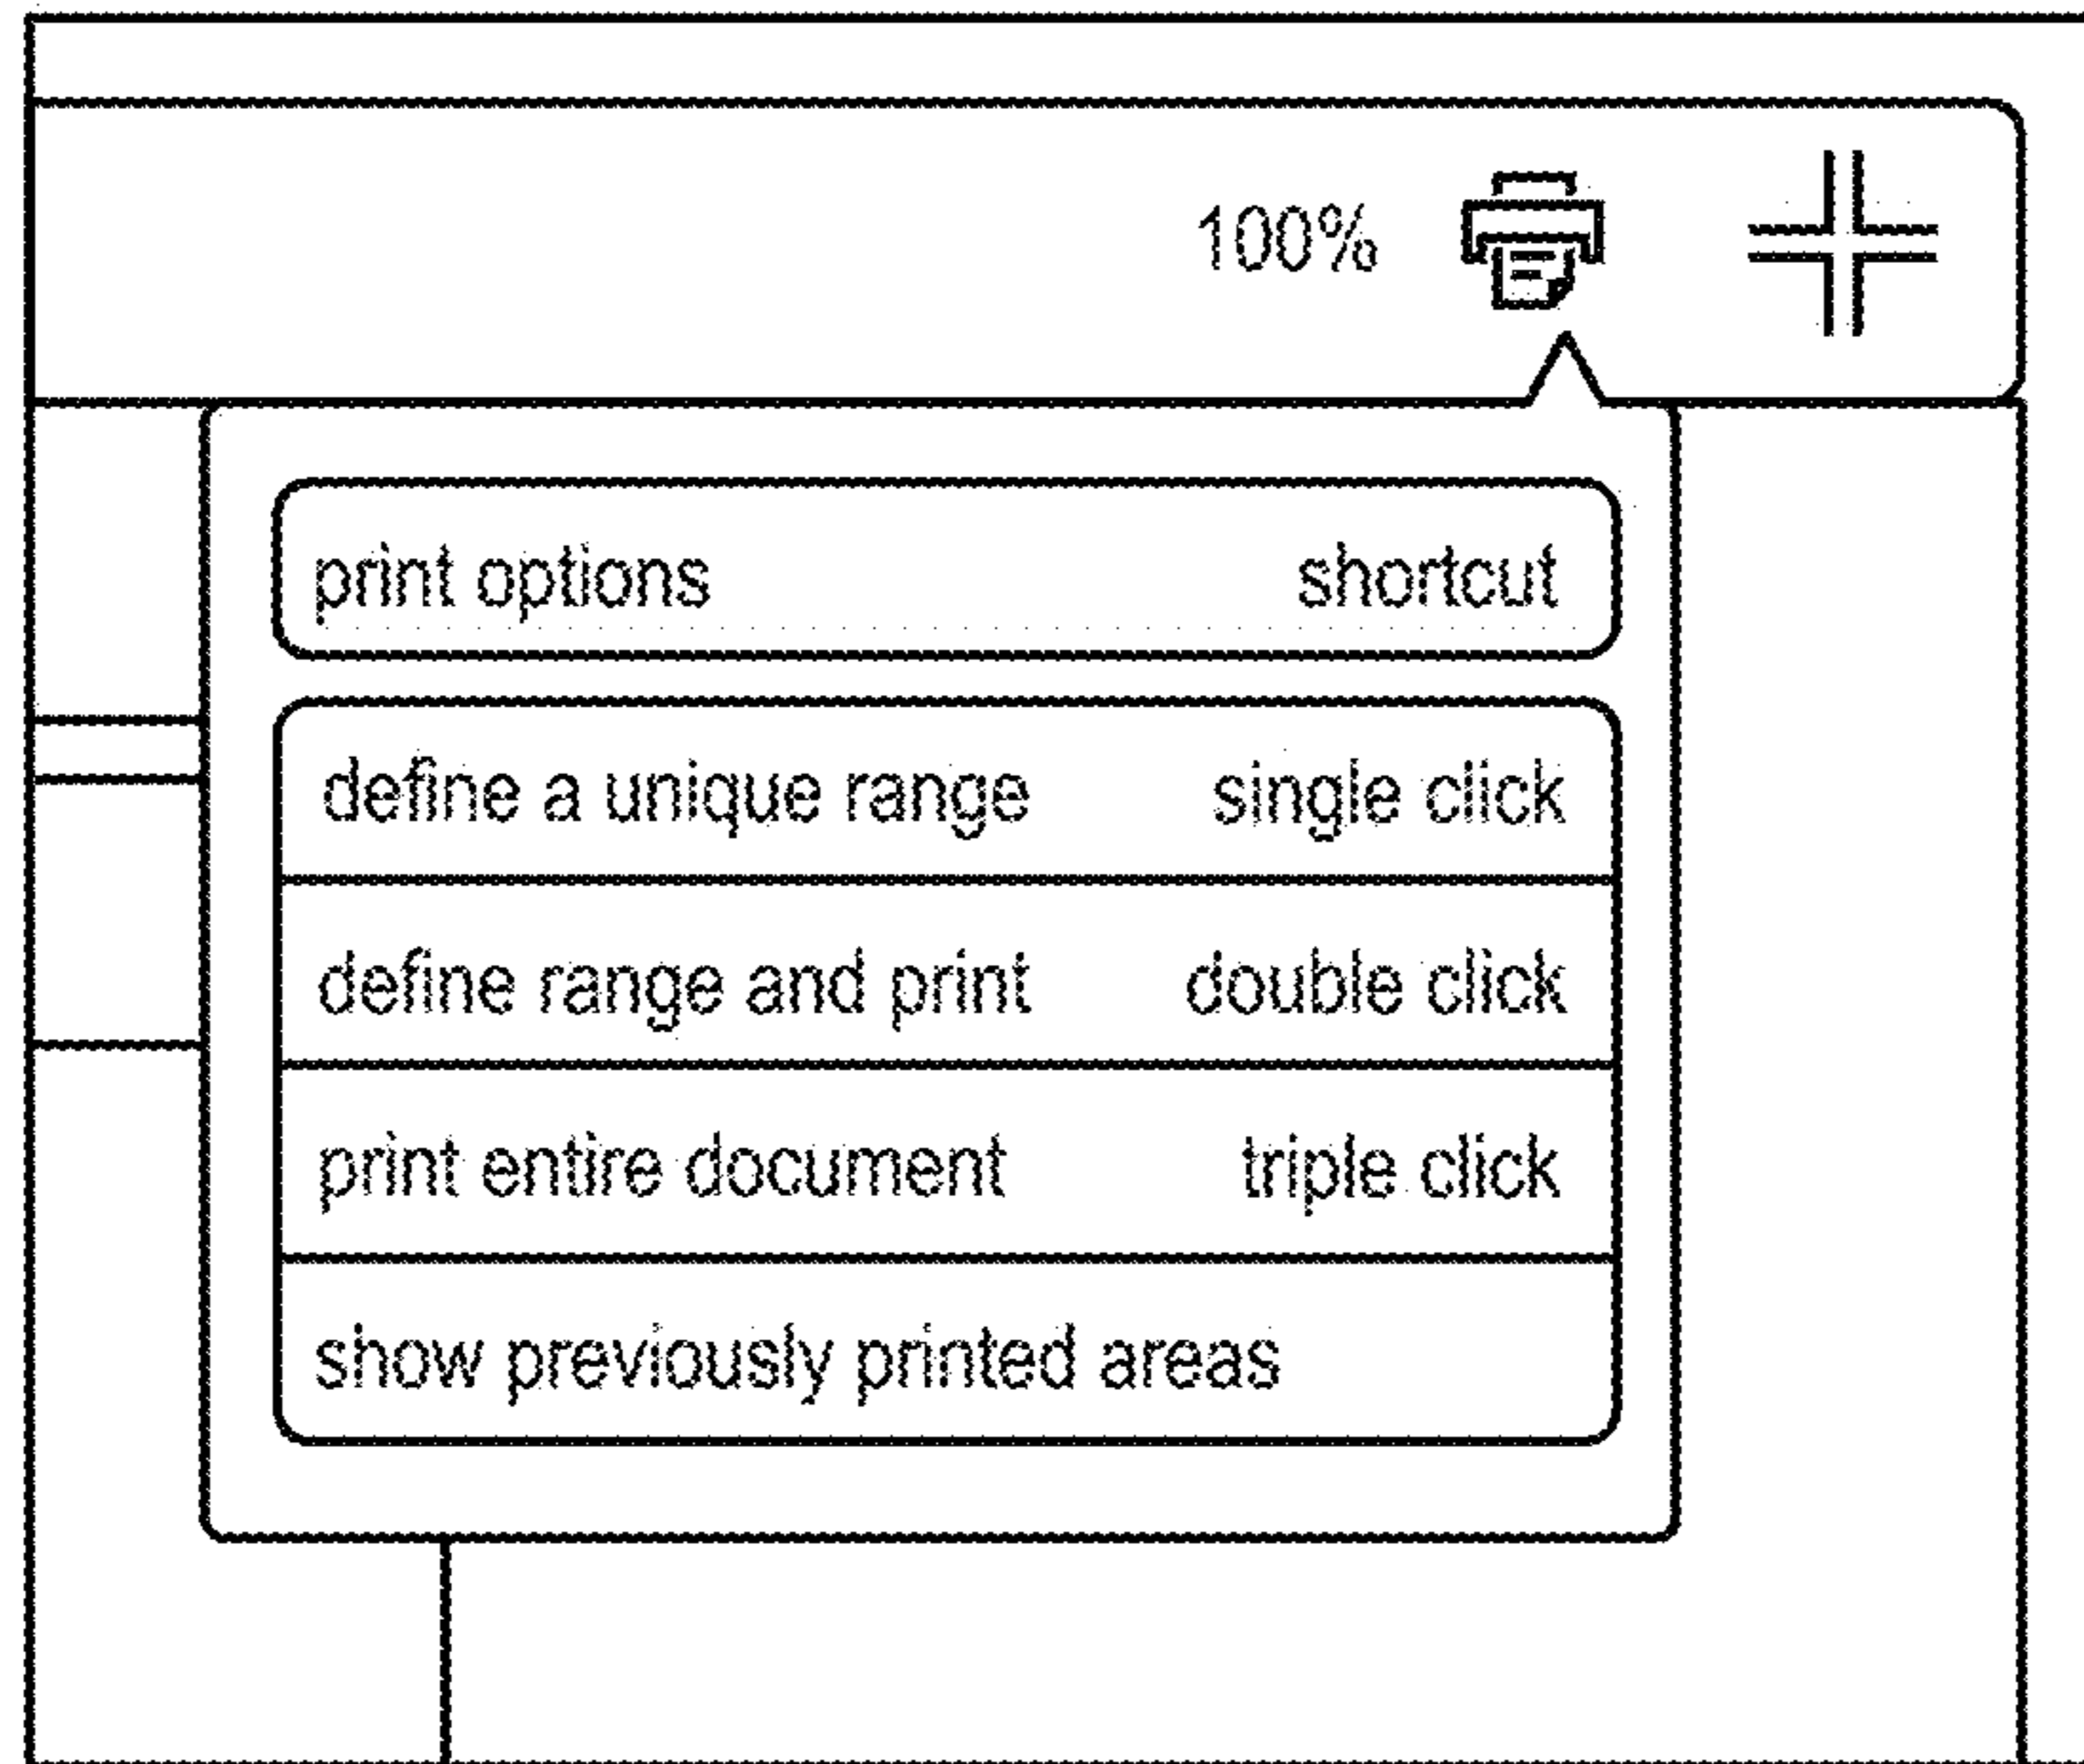 100%
print options shortcut
define a unique range single click
define range and print double click
print entire document triple click
show previously printed areas